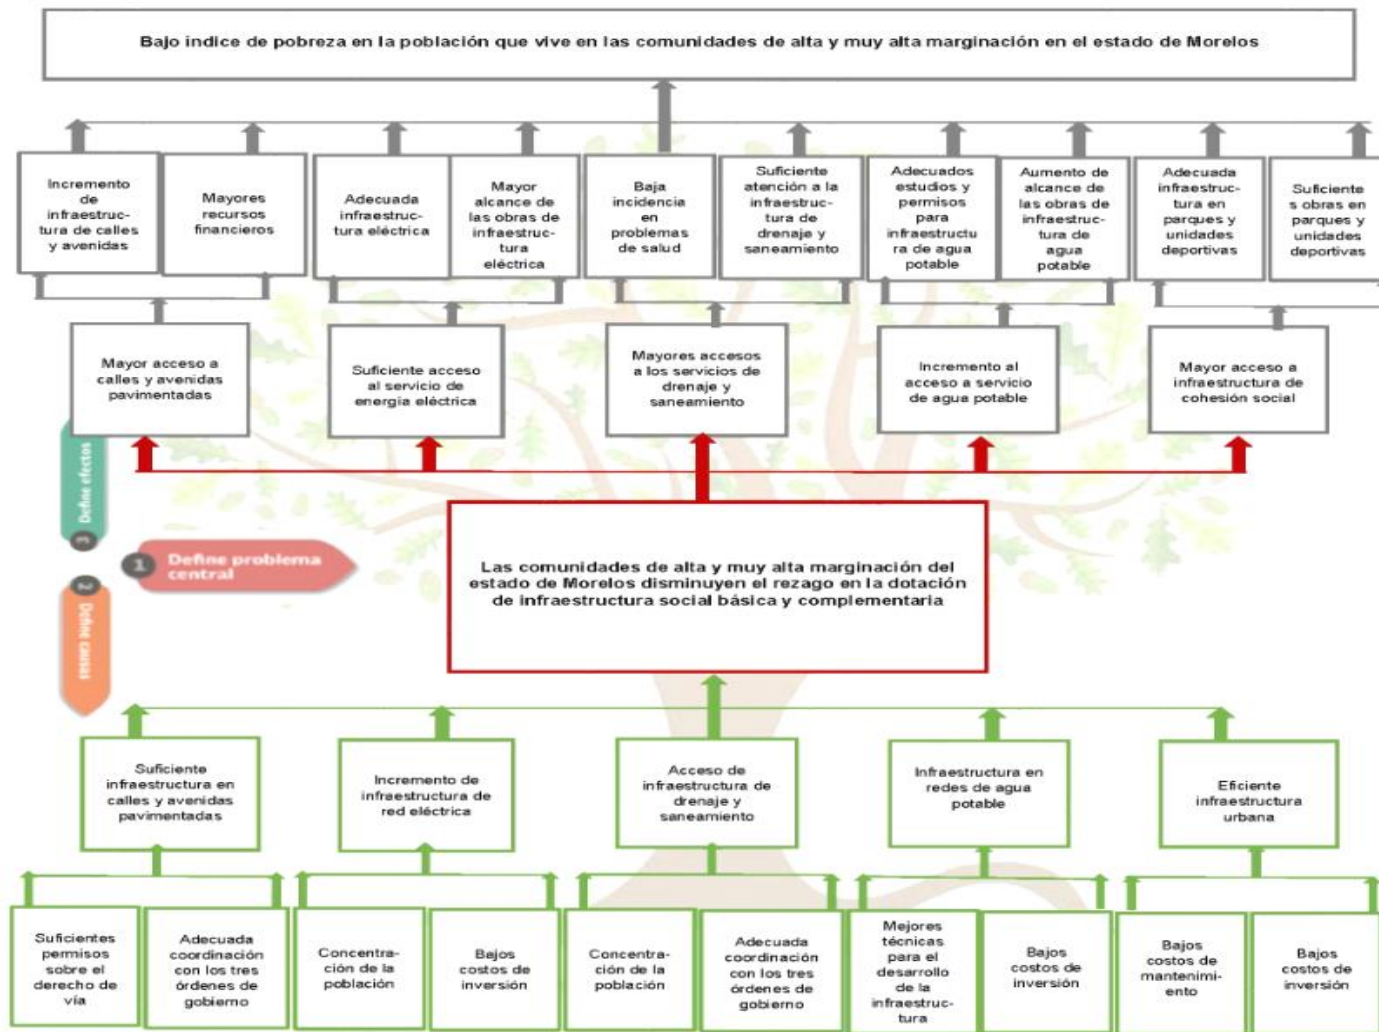 Bajo índice de pobreza en la población que vive en las comunidades de alta y muy alta marginación en el estado de Morelos
Incremento
de
infraestruc-
tura de calles
y avenidas
Mayores
recursos
financieros
Adecuada
infraestruc-
tura eléctrica
Mayor
alcance de
las obras de
infraestruc-
tura
eléctrica
Baja
incidencia
en
problemas
de salud
Suficiente
atención a la
infraestruc-
tura de
drenaje y
saneamiento
Adecuados
estudios y
permisos
para
infraestructu
ra de agua
potable
Aumento de
alcance de
las obras de
infraestruc-
tura de
agua
potable
Adecuada
infraestruc-
tura en
parques y
unidades
deportivas
Suficiente
s obras en
parques y
unidades
deportivas
Mayor acceso a
calles y avenidas
pavimentadas
Suficiente acceso
al servicio de
energía eléctrica
Mayores accesos
a los servicios de
drenaje y
saneamiento
Incremento al
acceso a servicio
de agua potable
Mayor acceso a
infraestructura de
cohesión social
3 Define efectos
1 Define problema
central
2 Define causas
Las comunidades de alta y muy alta marginación del
estado de Morelos disminuyen el rezago en la dotación
de infraestructura social básica y complementaria
Suficiente
infraestructura en
calles y avenidas
pavimentadas
Incremento de
infraestructura de
red eléctrica
Acceso de
infraestructura de
drenaje y
saneamiento
Infraestructura en
redes de agua
potable
Eficiente
infraestructura
urbana
Suficientes
permisos
sobre el
derecho de
vía
Adecuada
coordinación
con los tres
órdenes de
gobierno
Concentra-
ción de la
población
Bajos
costos de
inversión
Concentra-
ción de la
población
Adecuada
coordinación
con los tres
órdenes de
gobierno
Mejores
técnicas
para el
desarrollo
de la
infraestruc-
tura
Bajos
costos de
inversión
Bajos
costos de
mantenimi-
ento
Bajos
costos de
inversión